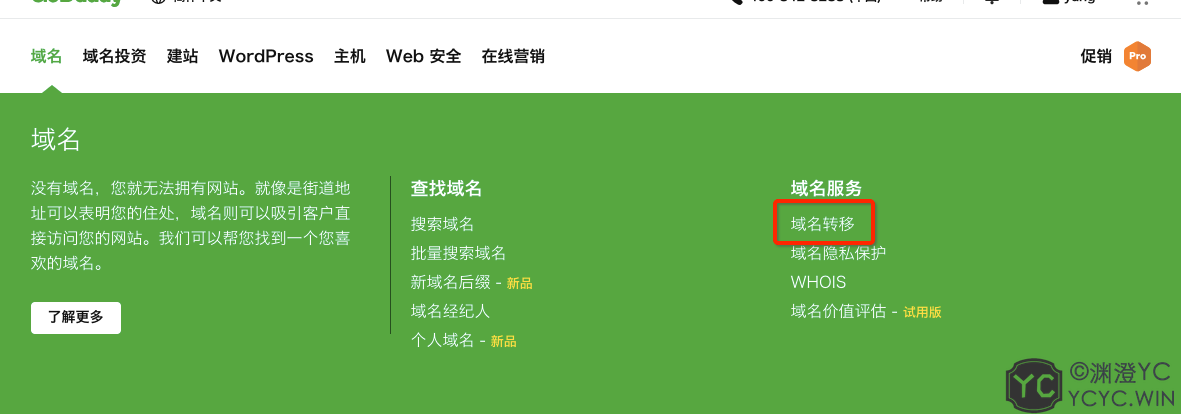 GoDaddy
域名 域名投资 建站 WordPress 主机 Web 安全 在线营销 促销 Pro
域名
没有域名，您就无法拥有网站。就像是街道地
址可以表明您的住处，域名则可以吸引客户直
接访问您的网站。我们可以帮您找到一个您喜
欢的域名。
了解更多
查找域名
搜索域名
批量搜索域名
新域名后缀 - 新品
域名经纪人
个人域名 - 新品
域名服务
域名转移
域名隐私保护
WHOIS
域名价值评估 - 试用版
YC
©渊澄YC
YCYC.WIN